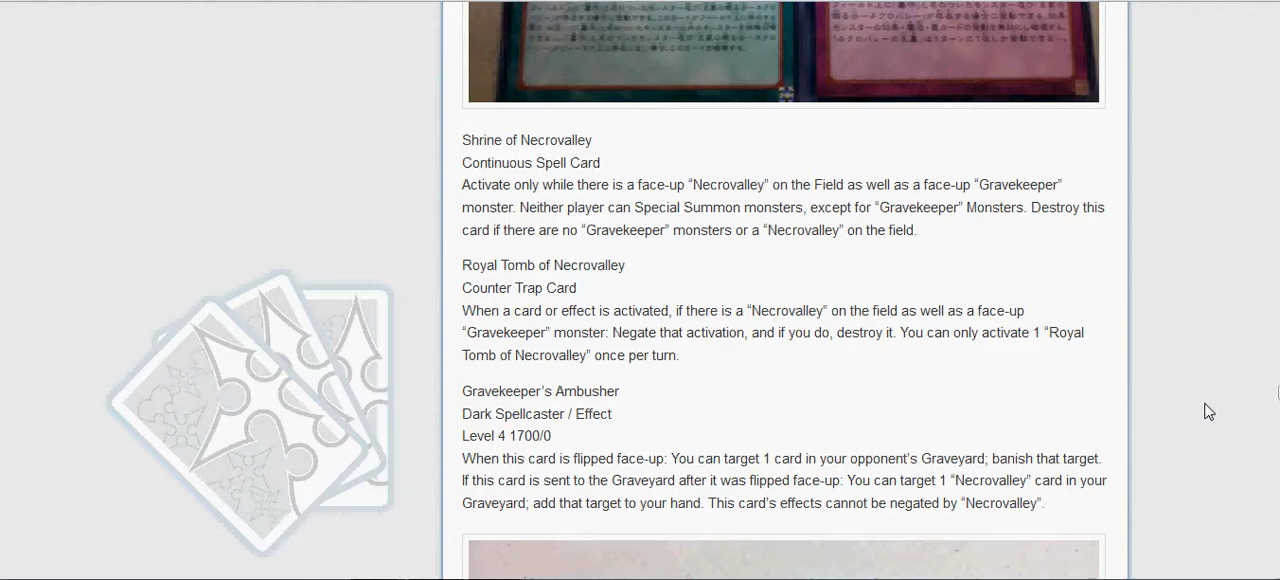 Shrine of Necrovalley
Continuous Spell Card
Activate only while there is a face-up “Necrovalley” on the Field as well as a face-up “Gravekeeper”
monster. Neither player can Special Summon monsters, except for “Gravekeeper” Monsters. Destroy this
card if there are no “Gravekeeper” monsters or a “Necrovalley” on the field.
Royal Tomb of Necrovalley
Counter Trap Card
When a card or effect is activated, if there is a “Necrovalley” on the field as well as a face-up
“Gravekeeper” monster: Negate that activation, and if you do, destroy it. You can only activate 1 “Royal
Tomb of Necrovalley” once per turn.
Gravekeeper’s Ambusher
Dark Spellcaster / Effect
Level 4 1700/0
When this card is flipped face-up: You can target 1 card in your opponent’s Graveyard; banish that target.
If this card is sent to the Graveyard after it was flipped face-up: You can target 1 “Necrovalley” card in your
Graveyard; add that target to your hand. This card’s effects cannot be negated by “Necrovalley”.